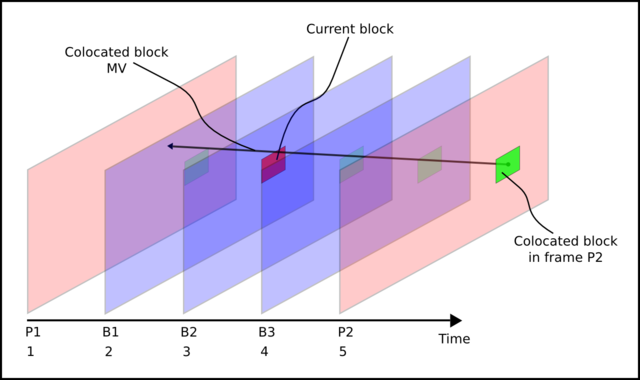 Current block
Colocated block
MV
Colocated block
in frame P2
P1 B1 B2 B3 P2
Time
1 2 3 4 5